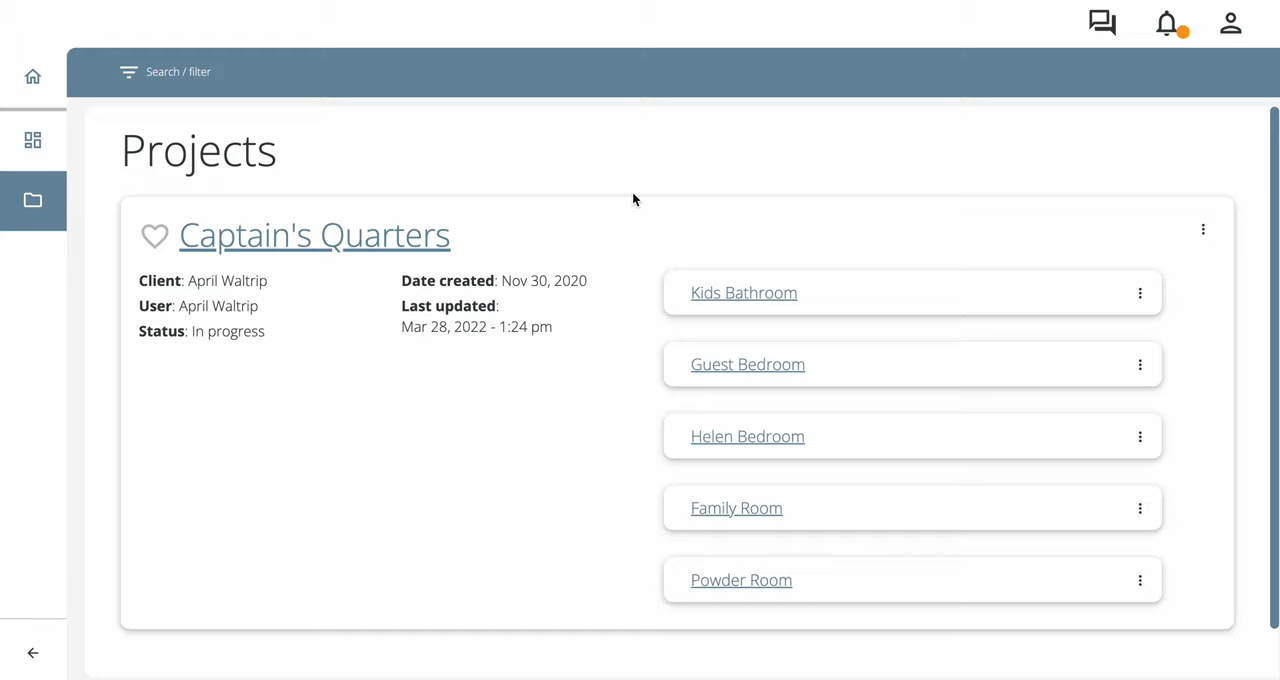 Search / filter
Projects
Captain's Quarters
Client: April Waltrip
User: April Waltrip
Status: In progress
Date created: Nov 30, 2020
Last updated:
Mar 28, 2022 - 1:24 pm
Kids Bathroom
Guest Bedroom
Helen Bedroom
Family Room
Powder Room